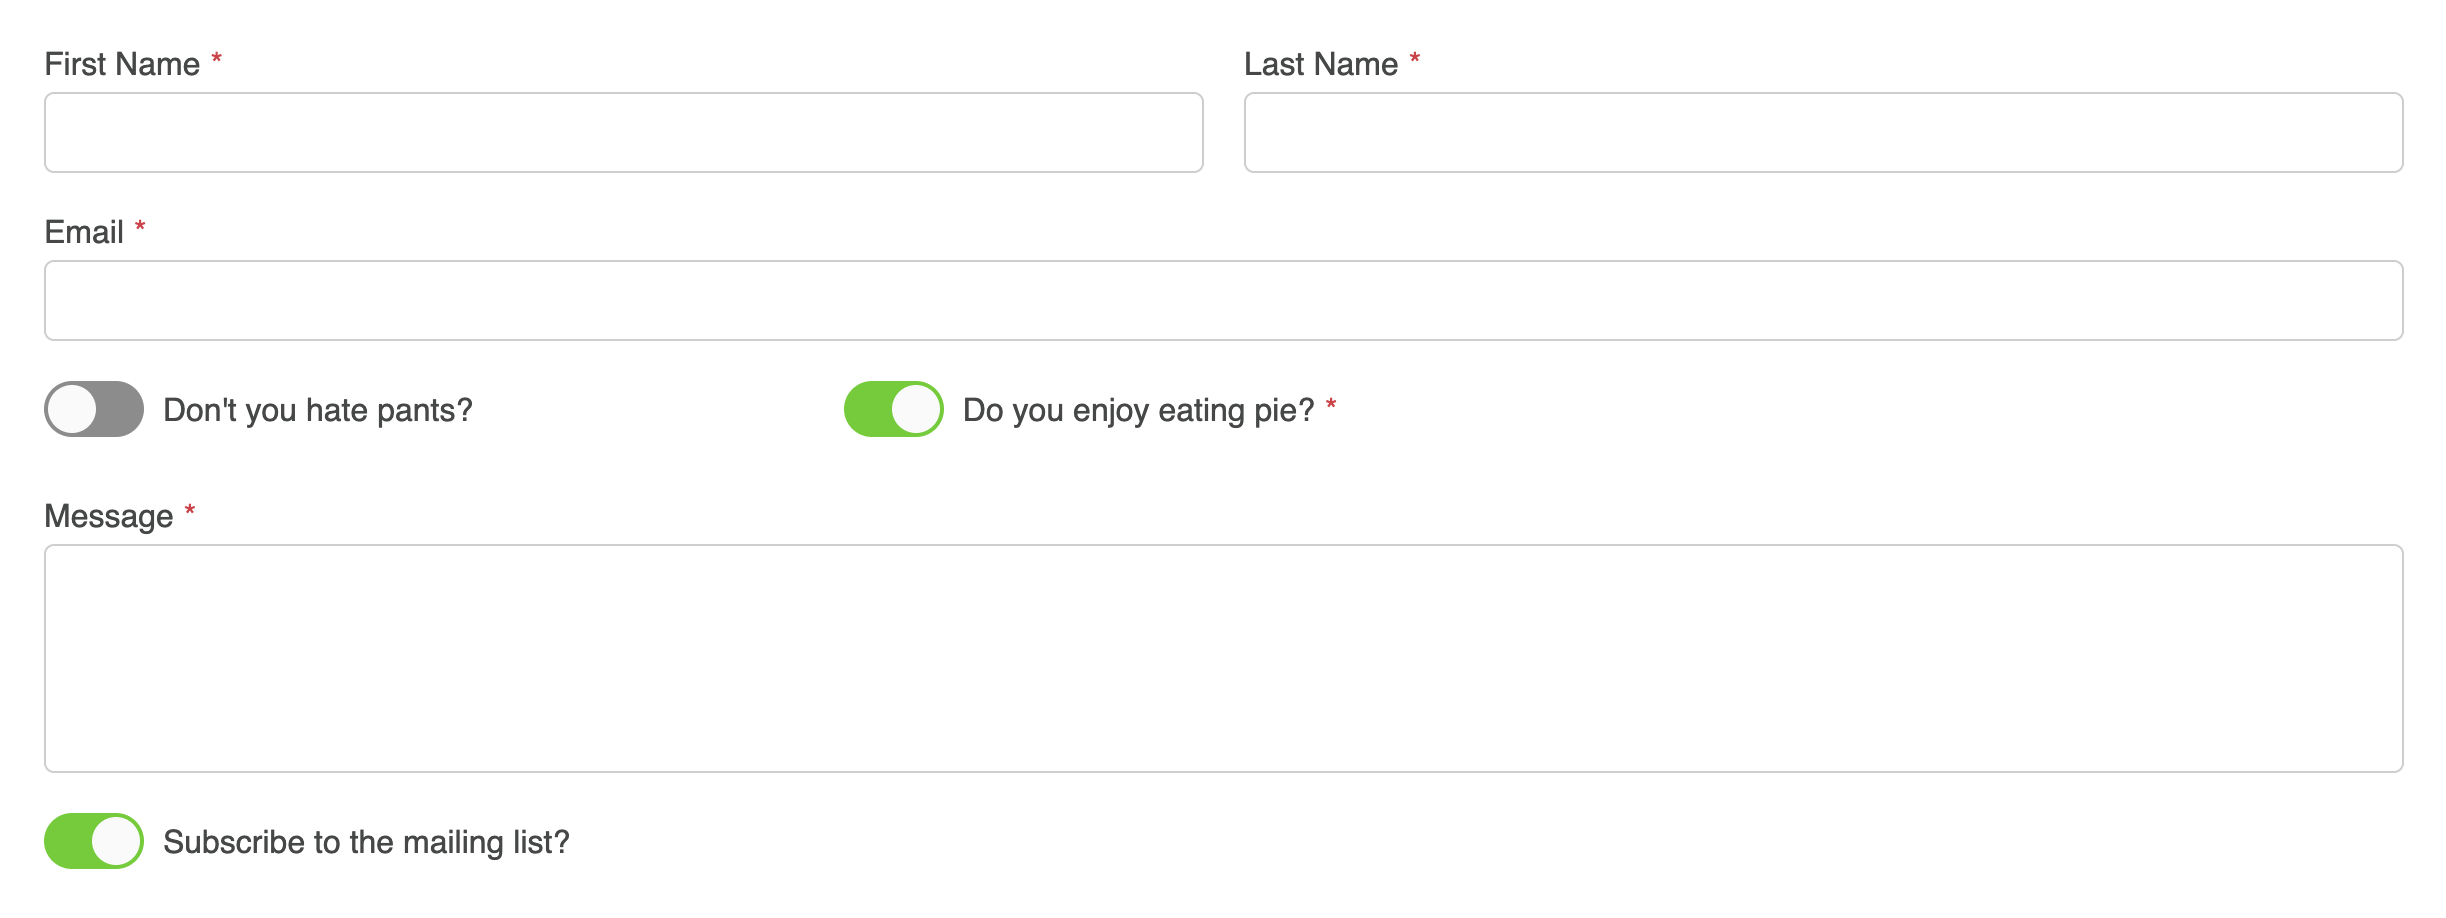 First Name *
Last Name *
Email *
Don't you hate pants?
Do you enjoy eating pie? *
Message *
Subscribe to the mailing list?